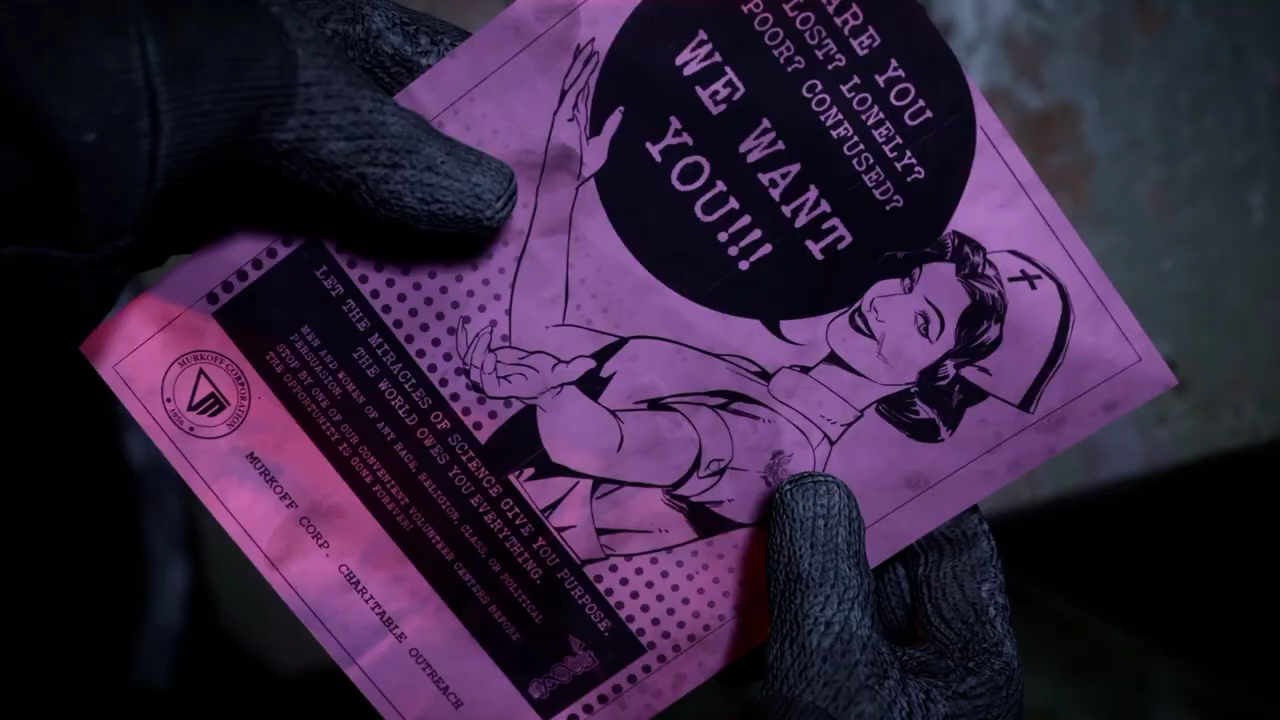 ARE YOU
LOST? LONELY?
POOR? CONFUSED?
WE WANT
YOU!!!
LET THE MIRACLES OF SCIENCE GIVE YOU PURPOSE.
THE WORLD OWES YOU EVERYTHING.
MEN AND WOMEN OF ANY RACE, RELIGION, CLASS, OR POLITICAL
PERSUASION.
STOP BY ONE OF OUR CONVENIENT VOLUNTEER CENTERS BEFORE
THE OPPORTUNITY IS GONE FOREVER!
MURKOFF CORPORATION
1956
MURKOFF CORP. CHARITABLE OUTREACH